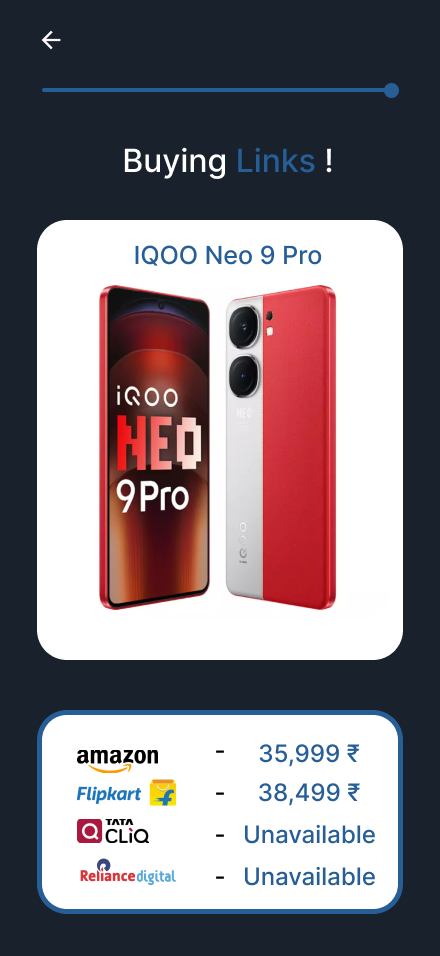 Buying Links !
IQOO Neo 9 Pro
iQOO
NEO
9Pro
NEO
amazon - 35,999 ₹
Flipkart - 38,499 ₹
TATA
CLiQ - Unavailable
Reliance digital - Unavailable